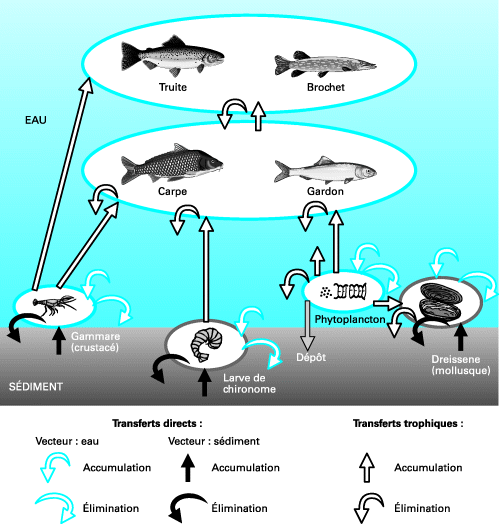 Truite
Brochet
EAU
Carpe
Gardon
Gammare
(crustacé)
Phytoplancton
Dépôt
Dreissene
(mollusque)
SÉDIMENT
Larve de
chironome
Transferts directs :
Transferts trophiques :
Vecteur : eau
Vecteur : sédiment
Accumulation
Accumulation
Accumulation
Élimination
Élimination
Élimination